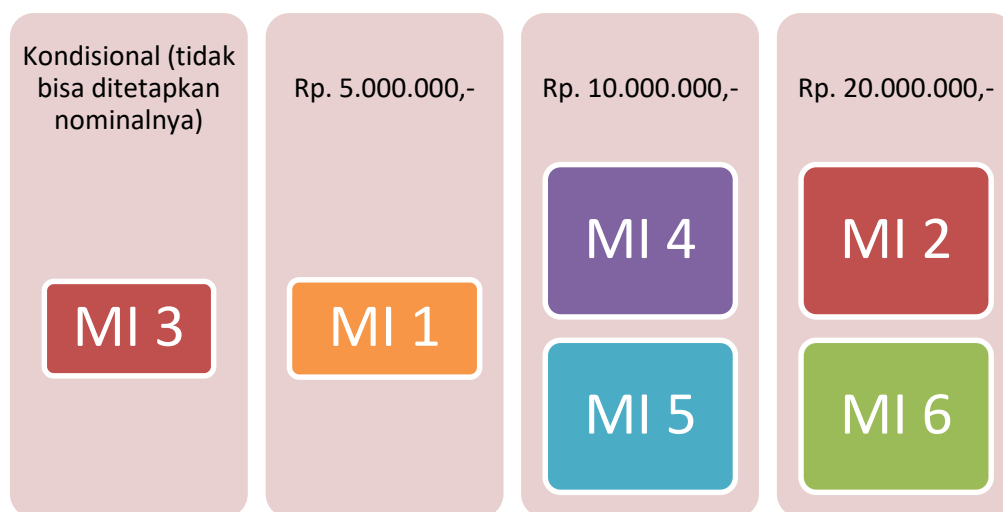 Kondisional (tidak
bisa ditetapkan
nominalnya)
MI 3
Rp. 5.000.000,-
MI 1
Rp. 10.000.000,-
MI 4
MI 5
Rp. 20.000.000,-
MI 2
MI 6